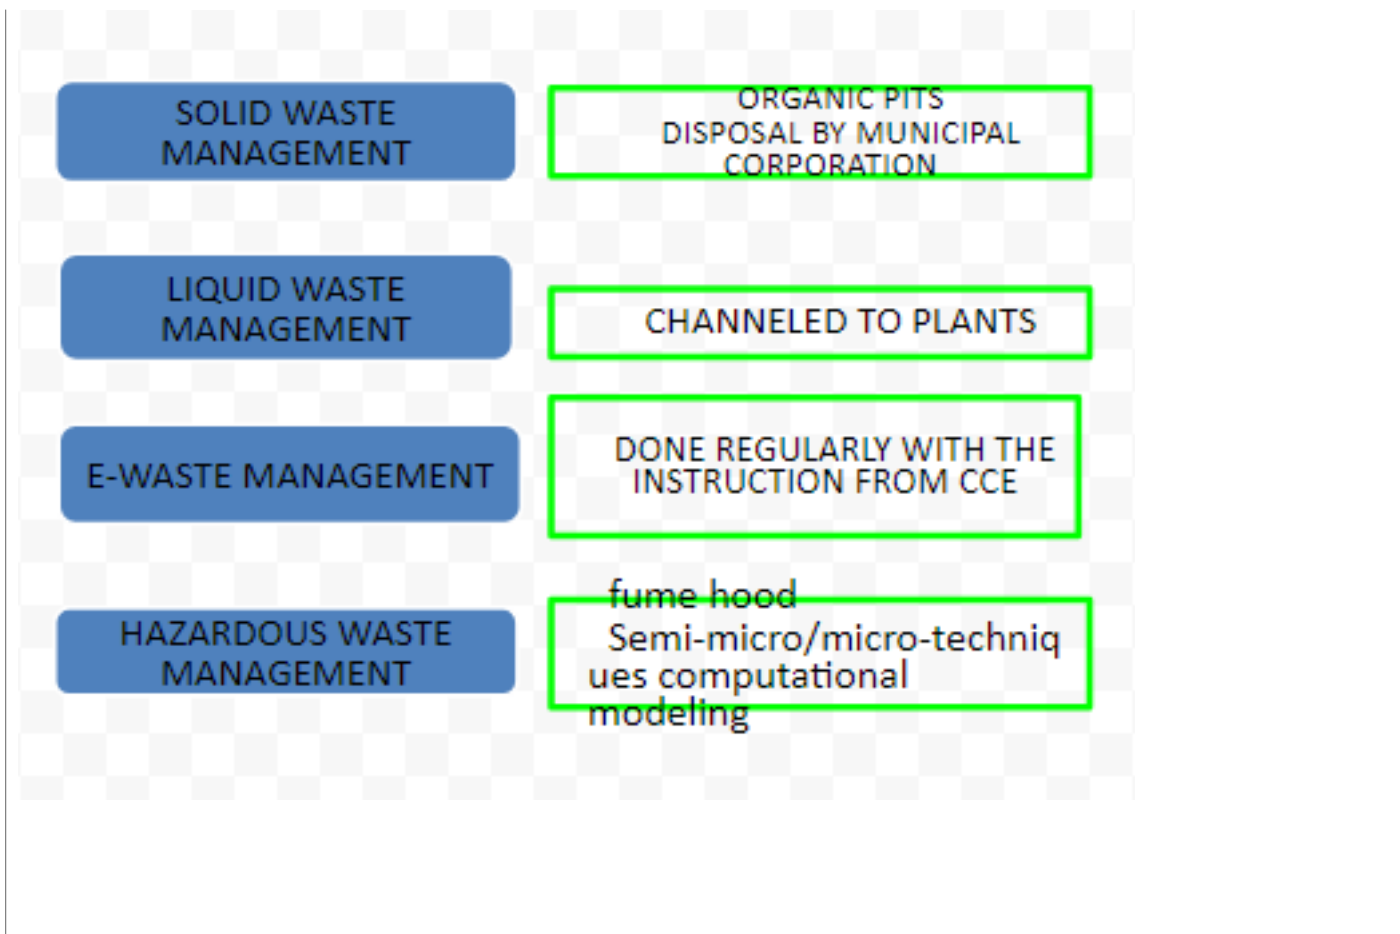 SOLID WASTE
MANAGEMENT
ORGANIC PITS
DISPOSAL BY MUNICIPAL
CORPORATION
LIQUID WASTE
MANAGEMENT
CHANNELED TO PLANTS
E-WASTE MANAGEMENT
DONE REGULARLY WITH THE
INSTRUCTION FROM CCE
HAZARDOUS WASTE
MANAGEMENT
fume hood
Semi-micro/micro-techniq
ues computational
modeling